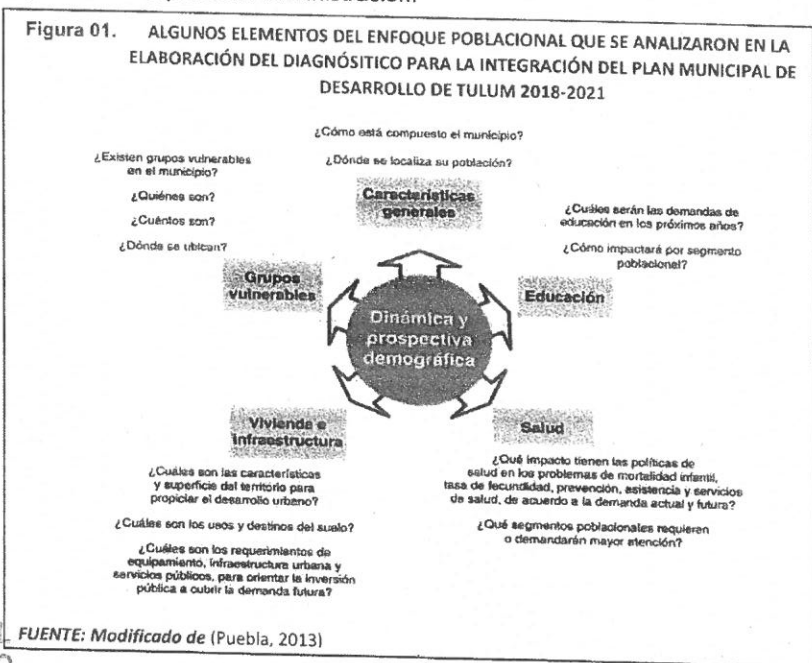 Figura 01. ALGUNOS ELEMENTOS DEL ENFOQUE POBLACIONAL QUE SE ANALIZARON EN LA
ELABORACIÓN DEL DIAGNÓSITICO PARA LA INTEGRACIÓN DEL PLAN MUNICIPAL DE
DESARROLLO DE TULUM 2018-2021
¿Cómo está compuesto el municipio?
¿Dónde se localiza su población?
Características
generales
¿Existen grupos vulnerables
en el municipio?
¿Quiénes son?
¿Cuántos son?
¿Dónde se ubican?
Grupos
vulnerables
¿Cuáles serán las demandas de
educación en los próximos años?
¿Cómo impactará por segmento
poblacional?
Educación
Dinámica y
prospectiva
demográfica
Vivienda e
infraestructura
¿Cuáles son las características
y superficie del territorio para
propiciar el desarrollo urbano?
¿Cuáles son los usos y destinos del suelo?
¿Cuáles son los requerimientos de
equipamiento, infraestructura urbana y
servicios públicos, para orientar la inversión
pública a cubrir la demanda futura?
Salud
¿Qué impacto tienen las políticas de
salud en los problemas de mortalidad infantil,
tasa de fecundidad, prevención, asistencia y servicios
de salud, de acuerdo a la demanda actual y futura?
¿Qué segmentos poblacionales requieren
o demandarán mayor atención?
FUENTE: Modificado de (Puebla, 2013)